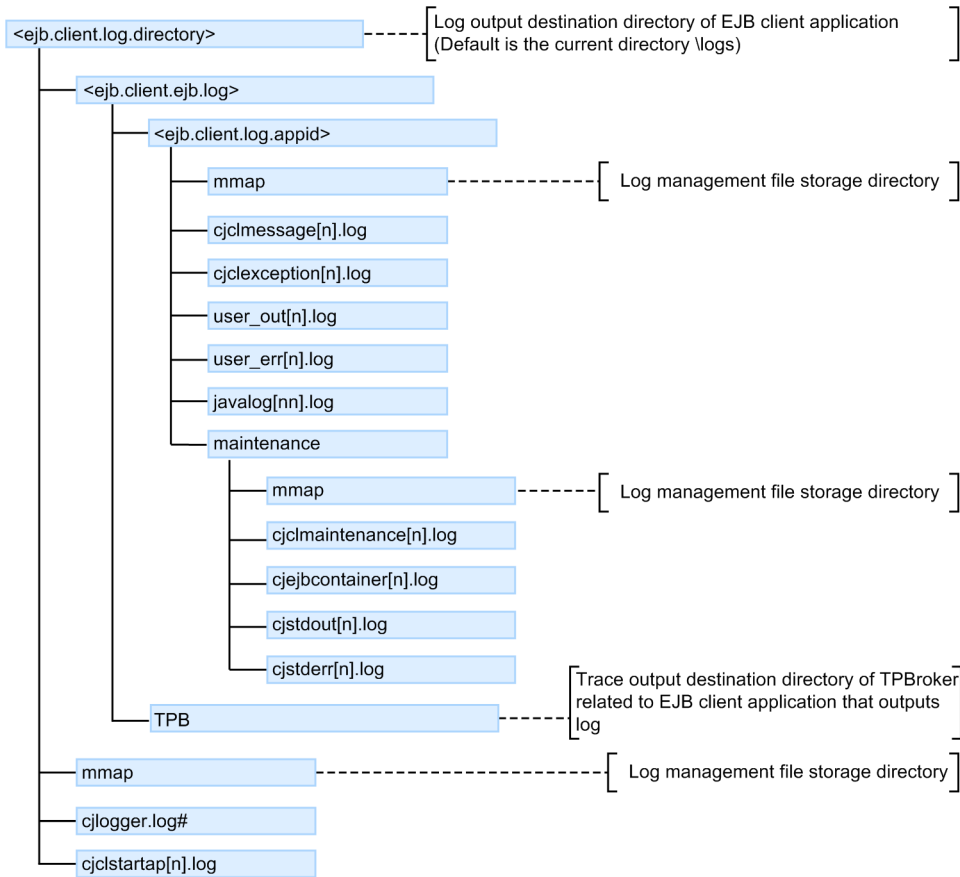 <ejb.client.log.directory>
Log output destination directory of EJB client application
(Default is the current directory \logs)
<ejb.client.ejb.log>
<ejb.client.log.appid>
mmap
Log management file storage directory
cjclmessage[n].log
cjclexception[n].log
user_out[n].log
user_err[n].log
javalog[nn].log
maintenance
mmap
Log management file storage directory
cjclmaintenance[n].log
cjejbcontainer[n].log
cjstdout[n].log
cjstderr[n].log
Trace output destination directory of TPBroker
related to EJB client application that outputs
log
TPB
mmap
Log management file storage directory
cjlogger.log#
cjclstartap[n].log